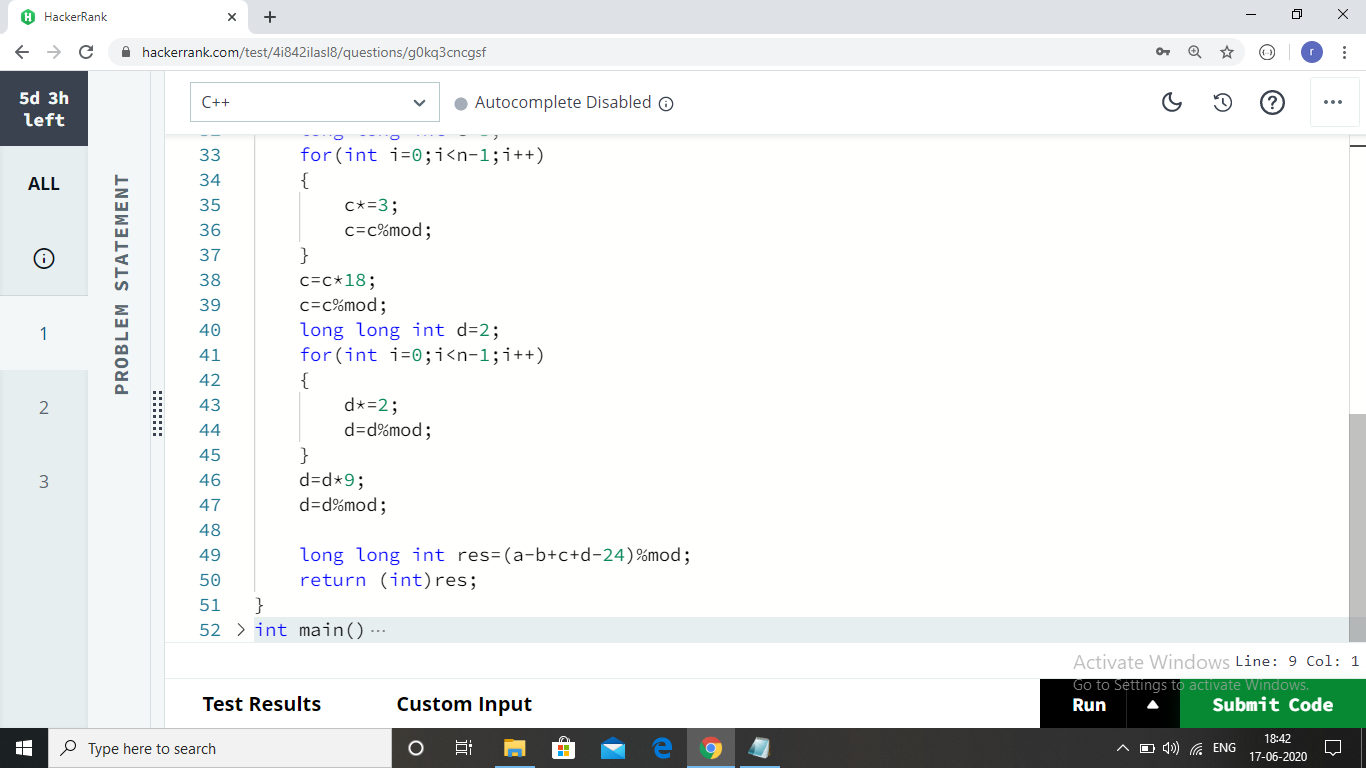 HackerRank
hackerrank.com/test/4i842ilasl8/questions/g0kq3cncgsf
r
5d 3h
left
ALL
1
2
3
PROBLEM STATEMENT
C++
Autocomplete Disabled
33 for(int i=0;i<n-1;i++)
34 {
35 c*=3;
36 c=c%mod;
37 }
38 c=c*18;
39 c=c%mod;
40 long long int d=2;
41 for(int i=0;i<n-1;i++)
42 {
43 d*=2;
44 d=d%mod;
45 }
46 d=d*9;
47 d=d%mod;
48
49 long long int res=(a-b+c+d-24)%mod;
50 return (int)res;
51 }
52 int main() ...
Activate Windows
Line: 9 Col: 1
Go to Settings to activate Windows.
Test Results
Custom Input
Run
Submit Code
Type here to search
ENG
18:42
17-06-2020